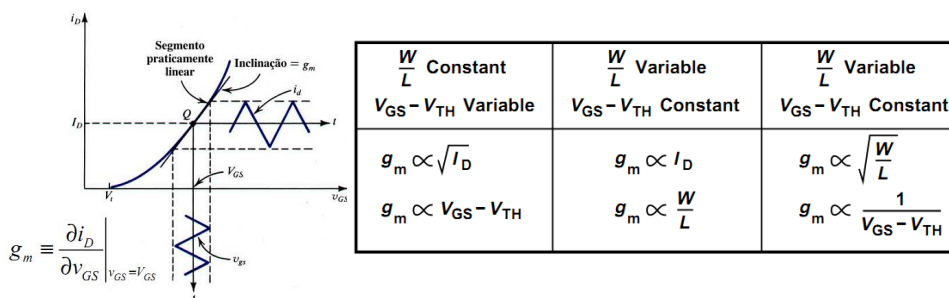 i_D
Segmento
praticamente
linear
Inclinação = g_m
i_d
Q
I_D
t
V_GS
V_t
v_GS
v_gs
t
g_m ≡ ∂i_D / ∂v_GS |v_GS=V_GS
W/L Constant
V_GS – V_TH Variable
W/L Variable
V_GS – V_TH Constant
W/L Variable
V_GS – V_TH Constant
g_m ∝ √I_D
g_m ∝ V_GS – V_TH
g_m ∝ I_D
g_m ∝ W/L
g_m ∝ √(W/L)
g_m ∝ 1/(V_GS – V_TH)